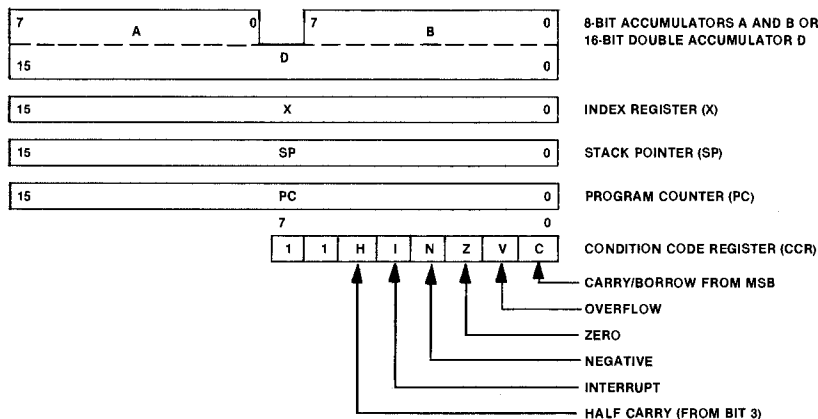 7 A 0 7 B 0 8-BIT ACCUMULATORS A AND B OR
15 D 0 16-BIT DOUBLE ACCUMULATOR D
15 X 0 INDEX REGISTER (X)
15 SP 0 STACK POINTER (SP)
15 PC 0 PROGRAM COUNTER (PC)
7 0
1 1 H I N Z V C CONDITION CODE REGISTER (CCR)
CARRY/BORROW FROM MSB
OVERFLOW
ZERO
NEGATIVE
INTERRUPT
HALF CARRY (FROM BIT 3)